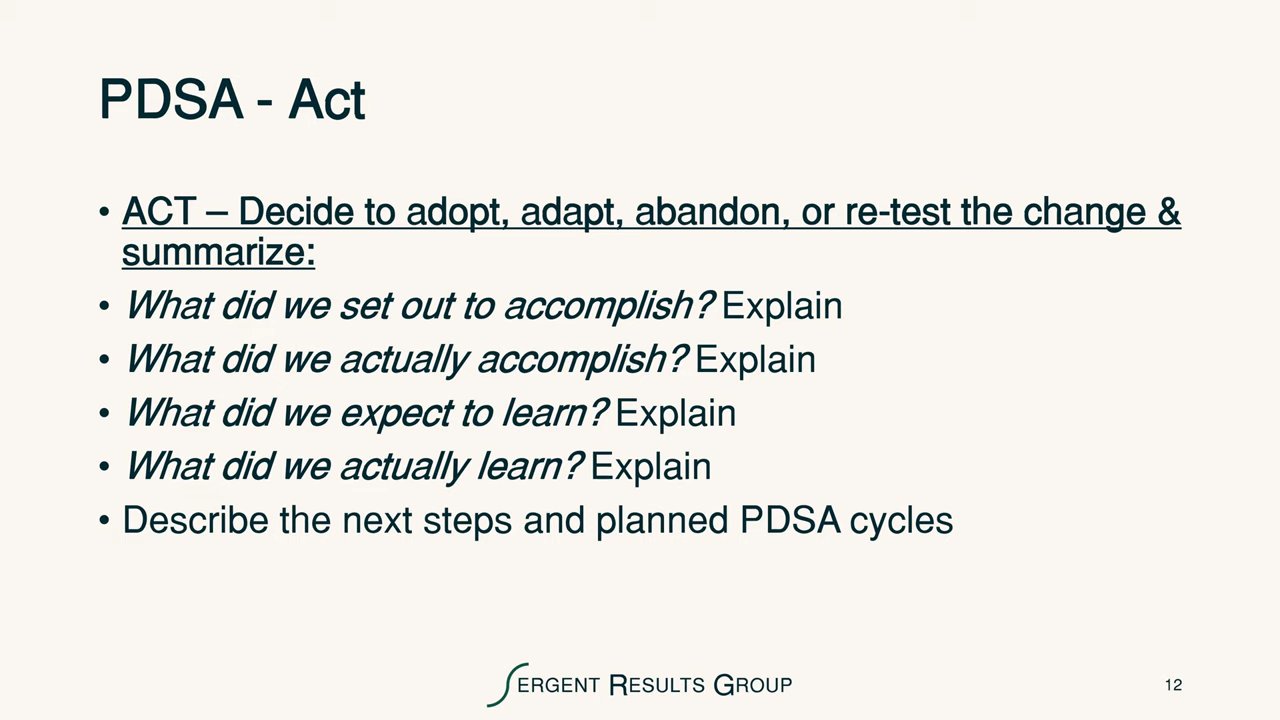 PDSA - Act
• ACT – Decide to adopt, adapt, abandon, or re-test the change &
summarize:
• What did we set out to accomplish? Explain
• What did we actually accomplish? Explain
• What did we expect to learn? Explain
• What did we actually learn? Explain
• Describe the next steps and planned PDSA cycles
SERGENT RESULTS GROUP
12